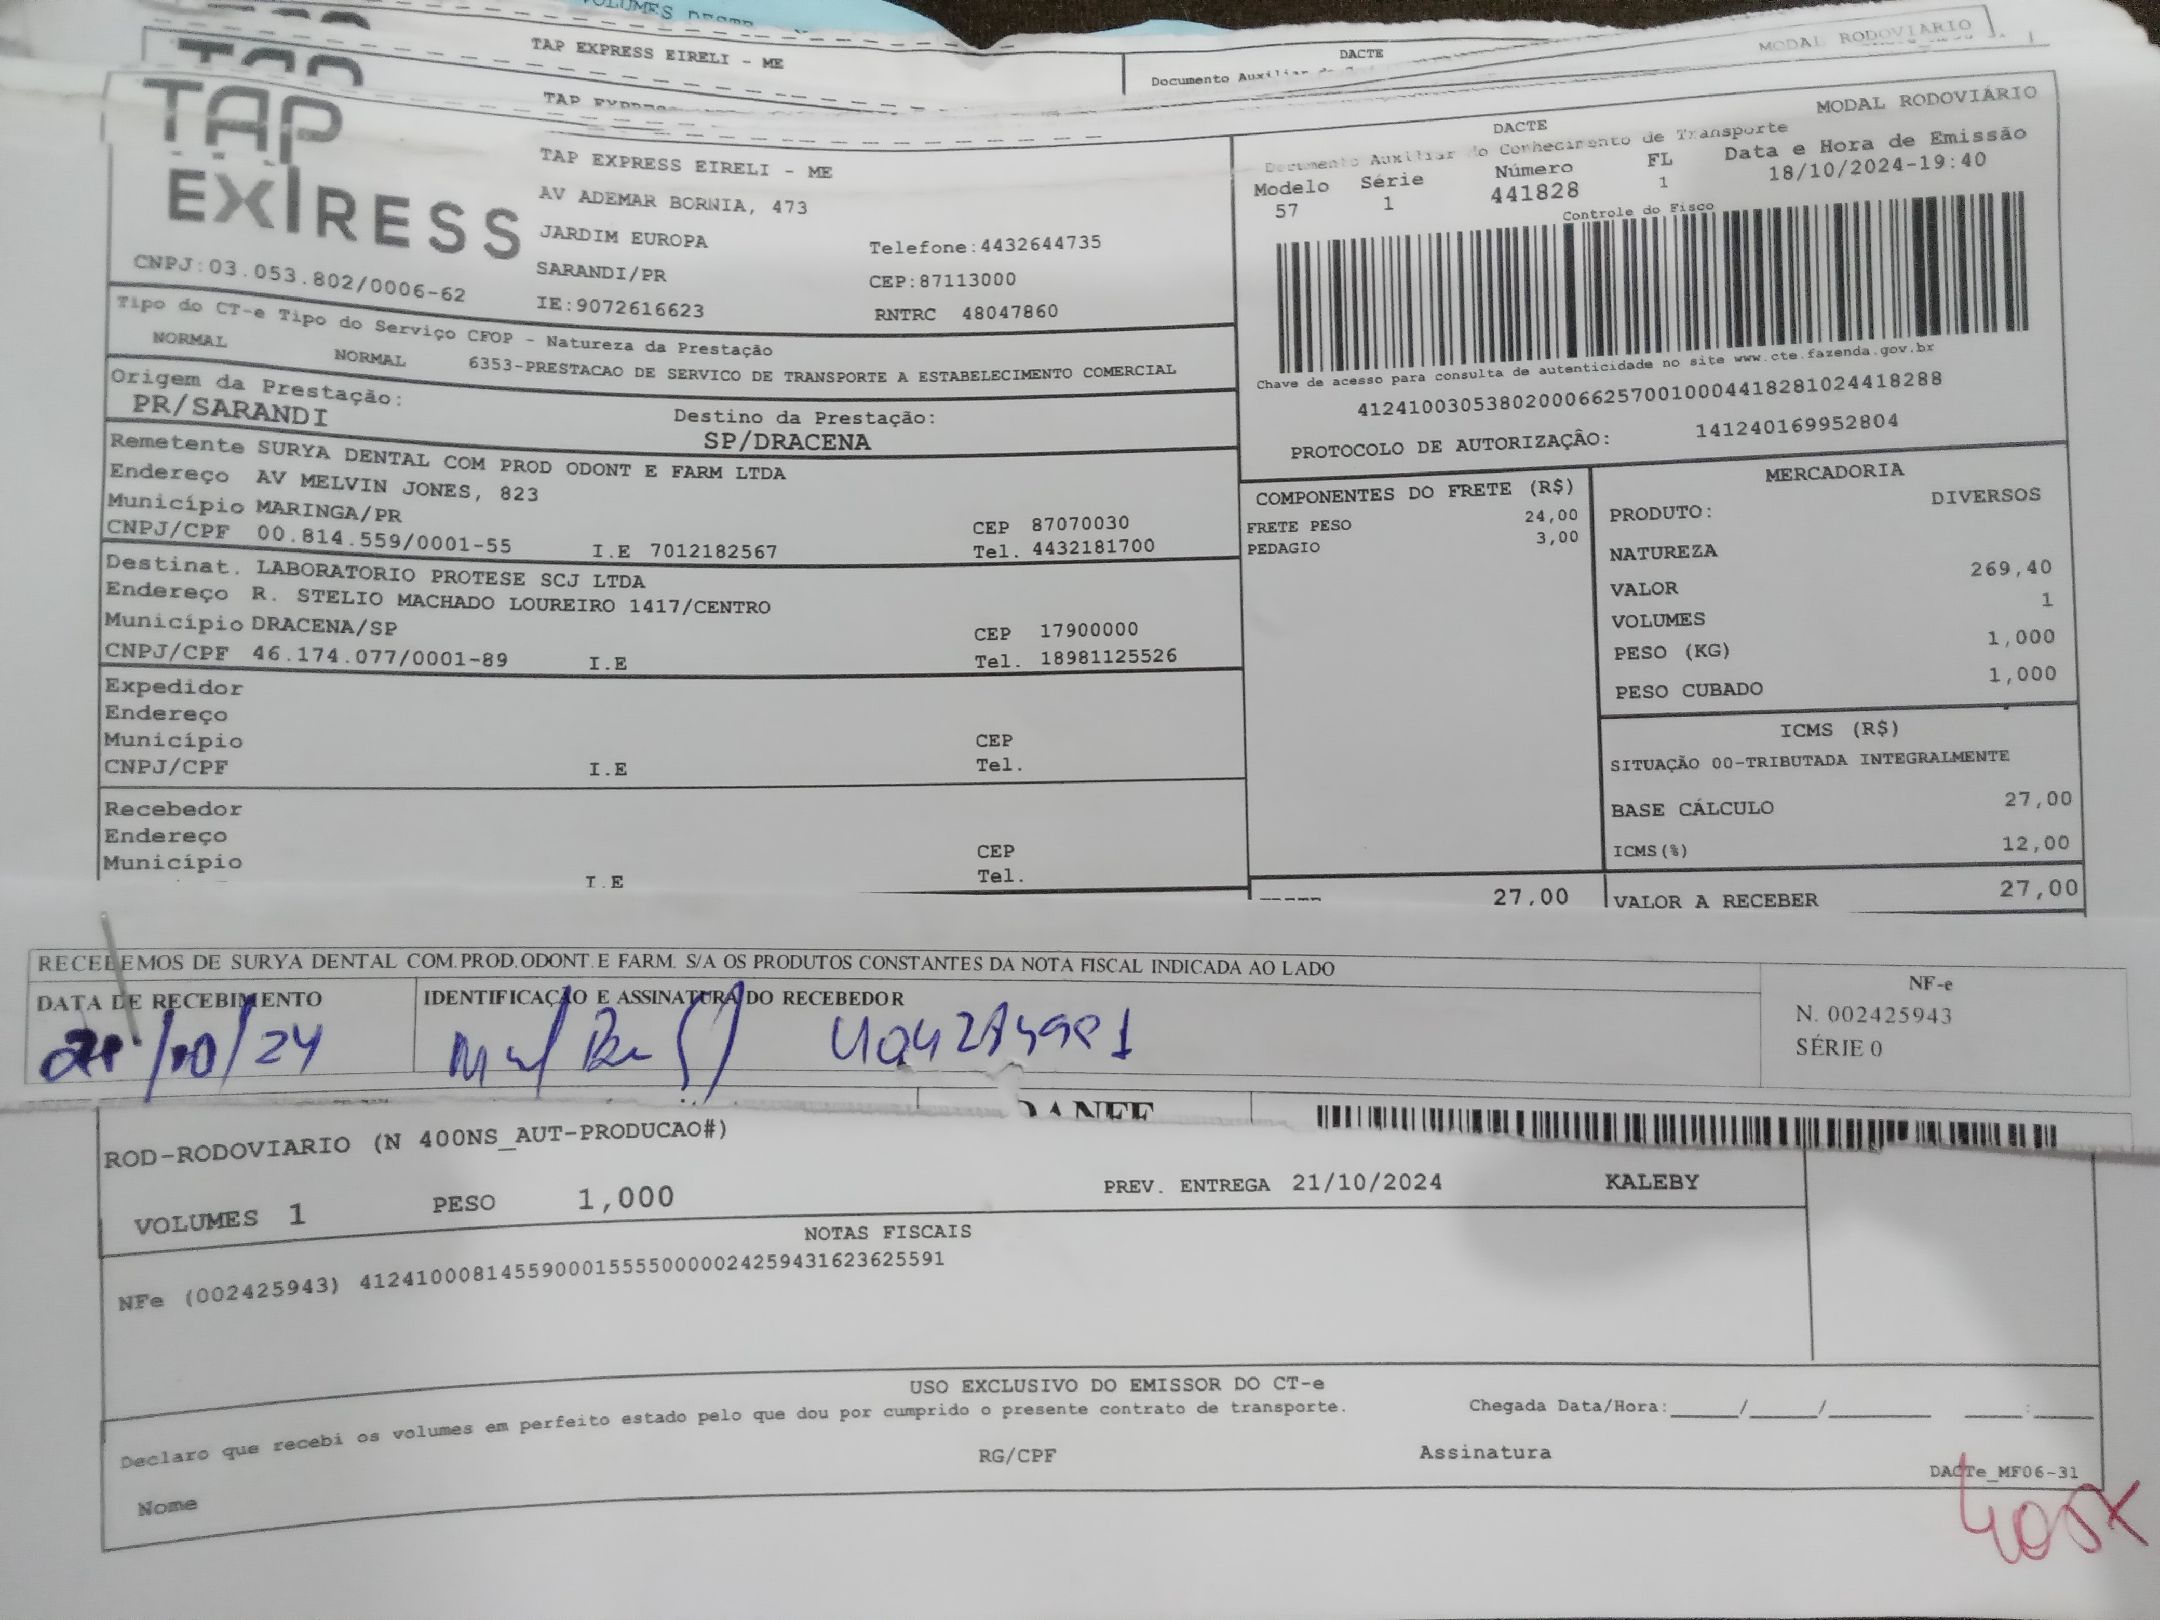 VOLUMES DESTE
TAP EXPRESS EIRELI - ME
DACTE
MODAL RODOVIARIO
Documento Auxiliar
TAP
TAP EXPRESS
DACTE
MODAL RODOVIÁRIO
Documento Auxiliar do Conhecimento de Transporte
TAP
EXIRESS
CNPJ:03.053.802/0006-62
TAP EXPRESS EIRELI - ME
AV ADEMAR BORNIA, 473
JARDIM EUROPA Telefone:4432644735
SARANDI/PR CEP:87113000
IE:9072616623 RNTRC 48047860
Modelo Série Número FL Data e Hora de Emissão
57 1 441828 1 18/10/2024-19:40
Controle do Fisco
Chave de acesso para consulta de autenticidade no site www.cte.fazenda.gov.br
41241003053802000662570010004418281024418288
PROTOCOLO DE AUTORIZAÇÃO: 141240169952804
Tipo do CT-e Tipo do Serviço CFOP - Natureza da Prestação
NORMAL NORMAL 6353-PRESTACAO DE SERVICO DE TRANSPORTE A ESTABELECIMENTO COMERCIAL
Origem da Prestação: Destino da Prestação:
PR/SARANDI SP/DRACENA
Remetente SURYA DENTAL COM PROD ODONT E FARM LTDA
Endereço AV MELVIN JONES, 823
Município MARINGA/PR CEP 87070030
CNPJ/CPF 00.814.559/0001-55 I.E 7012182567 Tel. 4432181700
Destinat. LABORATORIO PROTESE SCJ LTDA
Endereço R. STELIO MACHADO LOUREIRO 1417/CENTRO
Município DRACENA/SP CEP 17900000
CNPJ/CPF 46.174.077/0001-89 I.E Tel. 18981125526
Expedidor
Endereço
Município CEP
CNPJ/CPF I.E Tel.
Recebedor
Endereço
Município CEP
I.E Tel.
COMPONENTES DO FRETE (R$)
FRETE PESO 24,00
PEDAGIO 3,00
27,00
MERCADORIA
PRODUTO: DIVERSOS
NATUREZA
VALOR 269,40
VOLUMES 1
PESO (KG) 1,000
PESO CUBADO 1,000
ICMS (R$)
SITUAÇÃO 00-TRIBUTADA INTEGRALMENTE
BASE CÁLCULO 27,00
ICMS(%) 12,00
VALOR A RECEBER 27,00
RECEBEMOS DE SURYA DENTAL COM.PROD.ODONT.E FARM. S/A OS PRODUTOS CONSTANTES DA NOTA FISCAL INDICADA AO LADO
DATA DE RECEBIMENTO IDENTIFICAÇÃO E ASSINATURA DO RECEBEDOR
/10/24
NF-e
N. 002425943
SÉRIE 0
DANFE
ROD-RODOVIARIO (N 400NS_AUT-PRODUCAO#)
VOLUMES 1 PESO 1,000 PREV. ENTREGA 21/10/2024 KALEBY
NOTAS FISCAIS
NFe (002425943) 41241000814559000155550000024259431623625591
USO EXCLUSIVO DO EMISSOR DO CT-e
Declaro que recebi os volumes em perfeito estado pelo que dou por cumprido o presente contrato de transporte. Chegada Data/Hora:_____/_____/_______ ____:____
Nome RG/CPF Assinatura
DACTe_MF06-31